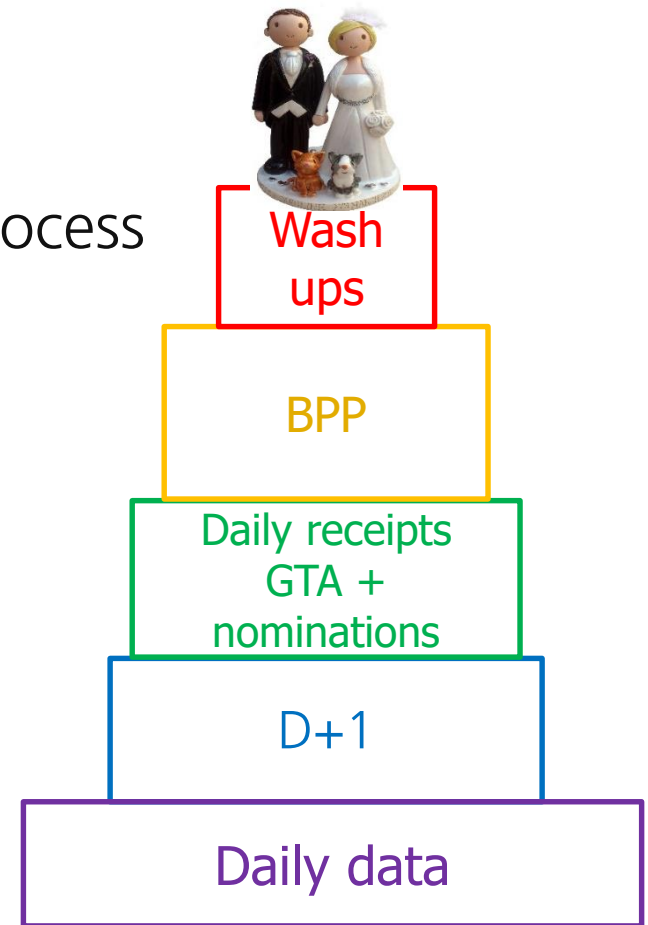 ocess
Wash
ups
BPP
Daily receipts
GTA +
nominations
D+1
Daily data